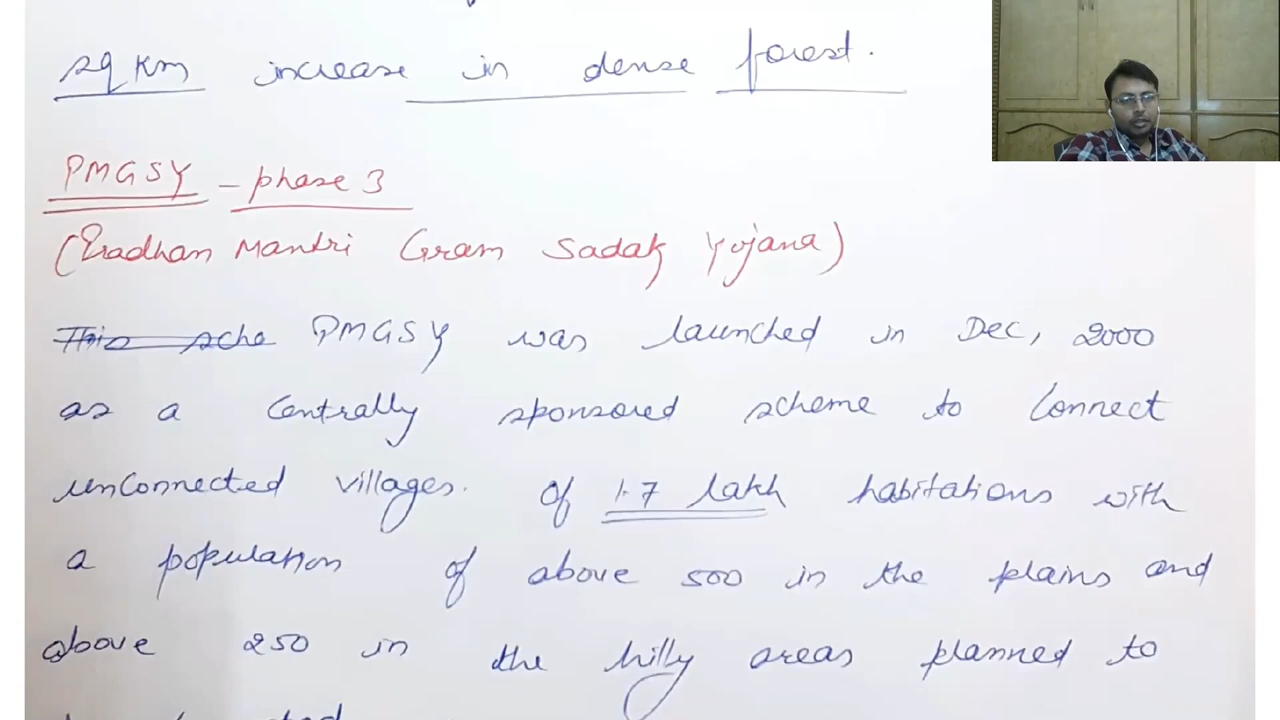 sq km increase in dense forest.
PMGSY - phase 3
(Pradhan Mantri Gram Sadak Yojana)
This sche PMGSY was launched in Dec, 2000
as a Centrally sponsored scheme to Connect
unconnected villages. Of 1.7 lakh habitations with
a population of above 500 in the plains and
above 250 in the hilly areas planned to